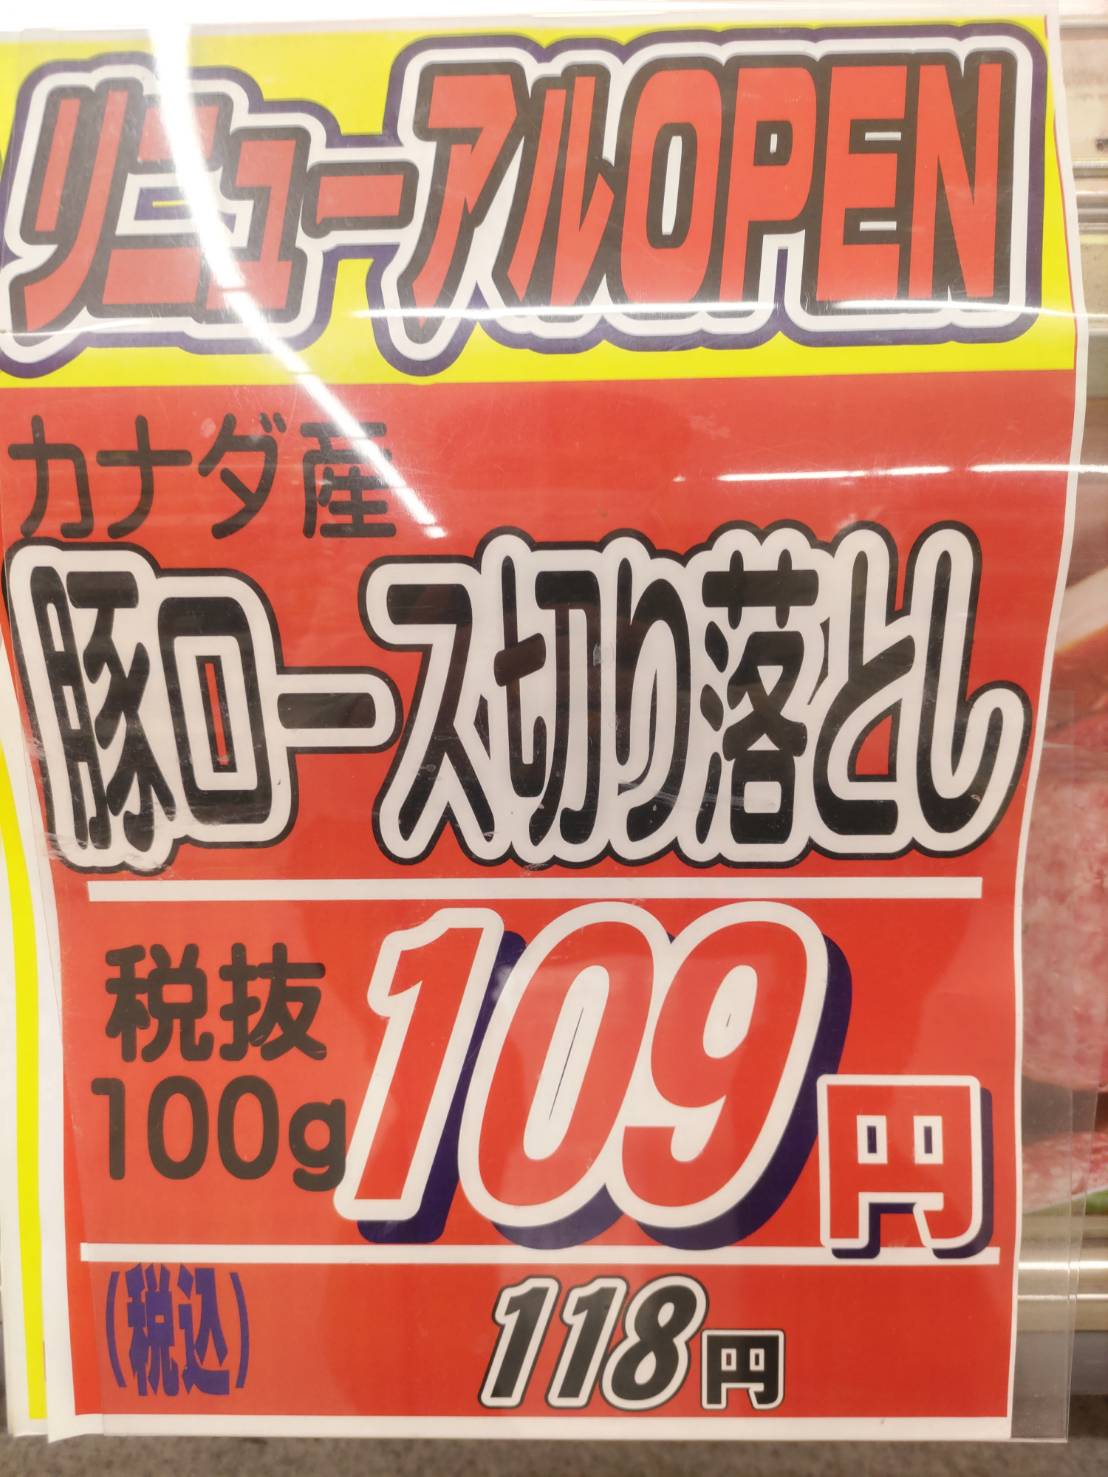 リニューアルOPEN
カナダ産
豚ロース切り落とし
税抜
100g
109円
(税込)
118円